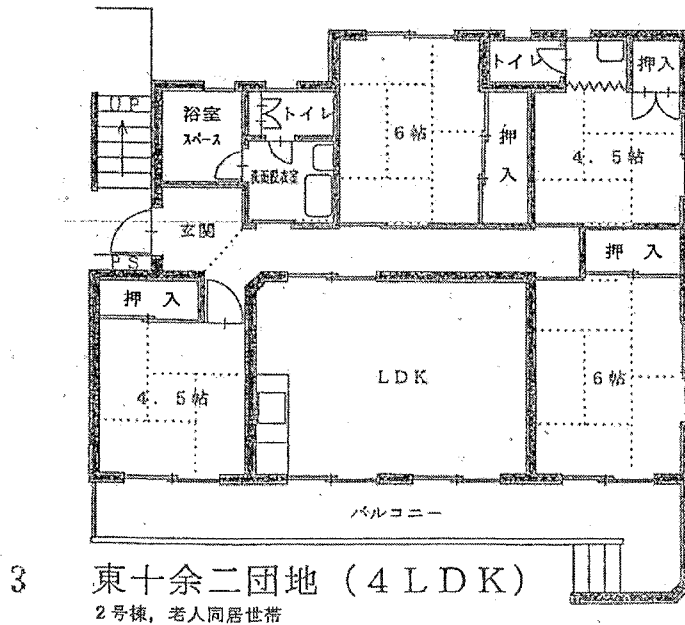 トイレ
押入
UP
浴室
スペース
トイレ
6帖
押入
4．5帖
洗面脱衣室
玄関
PS
押入
押入
LDK
4．5帖
6帖
バルコニー
3 東十余二団地（4LDK）
2号棟，老人同居世帯